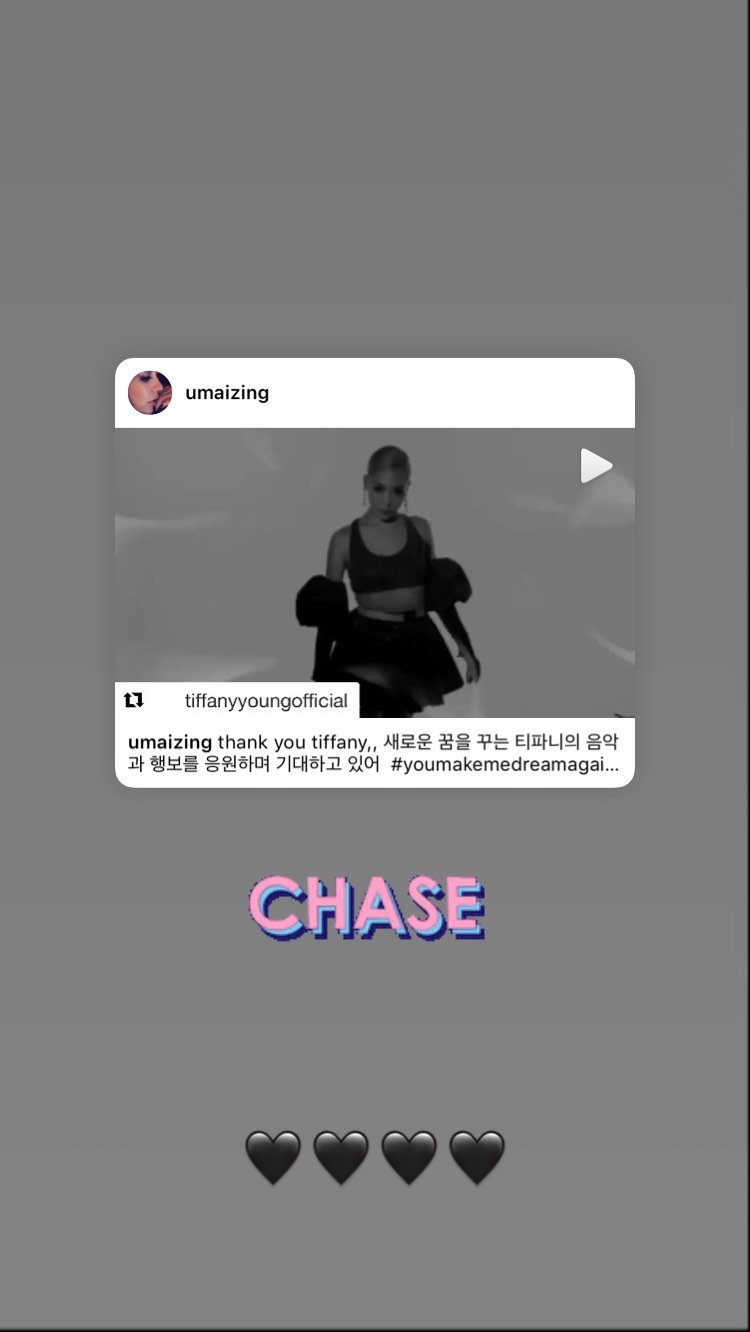 umaizing
tiffanyyoungofficial
umaizing thank you tiffany,, 새로운 꿈을 꾸는 티파니의 음악
과 행보를 응원하며 기대하고 있어 #youmakemedreamagai...
CHASE
🖤🖤🖤🖤